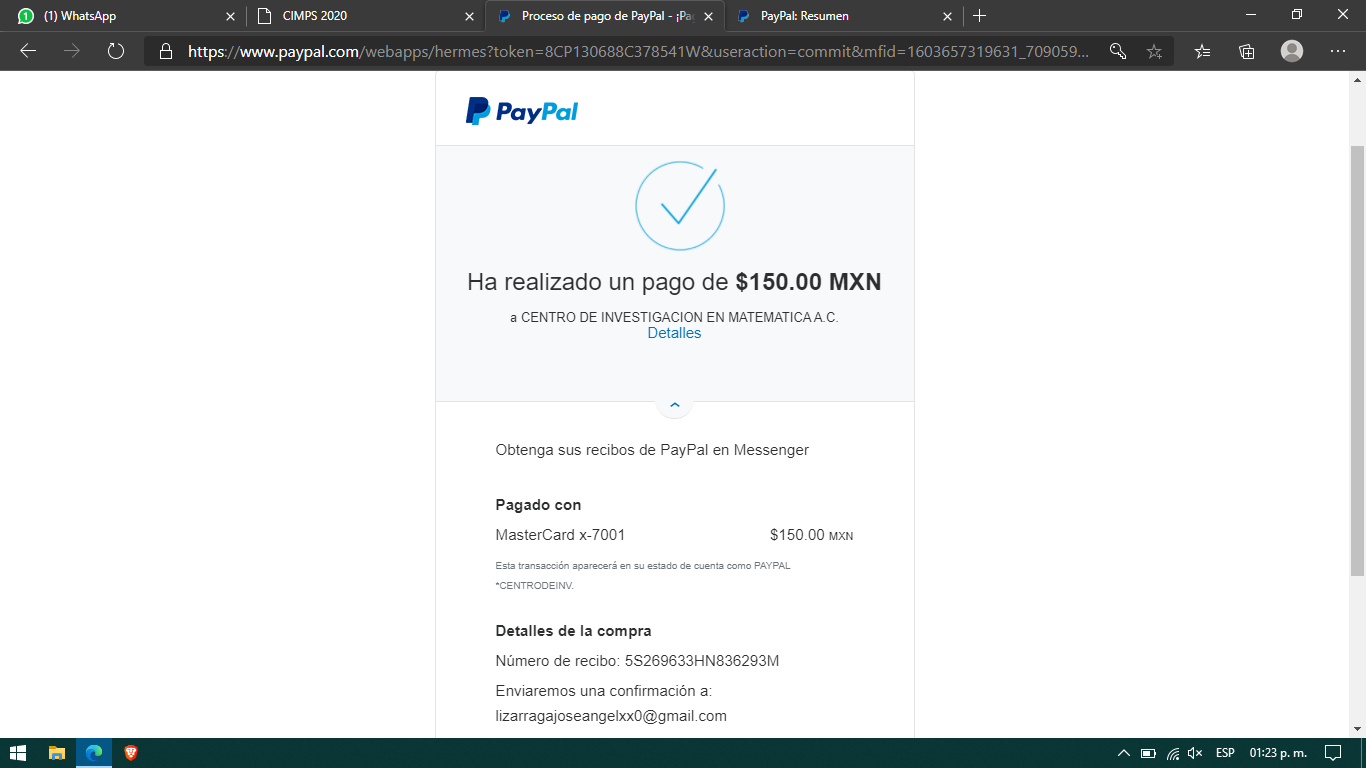 (1) WhatsApp
CIMPS 2020
Proceso de pago de PayPal - ¡Pag
PayPal: Resumen
https://www.paypal.com/webapps/hermes?token=8CP130688C378541W&useraction=commit&mfid=1603657319631_709059...
PayPal
Ha realizado un pago de $150.00 MXN
a CENTRO DE INVESTIGACION EN MATEMATICA A.C.
Detalles
Obtenga sus recibos de PayPal en Messenger
Pagado con
MasterCard x-7001 $150.00 MXN
Esta transacción aparecerá en su estado de cuenta como PAYPAL
*CENTRODEINV.
Detalles de la compra
Número de recibo: 5S269633HN836293M
Enviaremos una confirmación a:
lizarragajoseangelxx0@gmail.com
ESP 01:23 p. m.